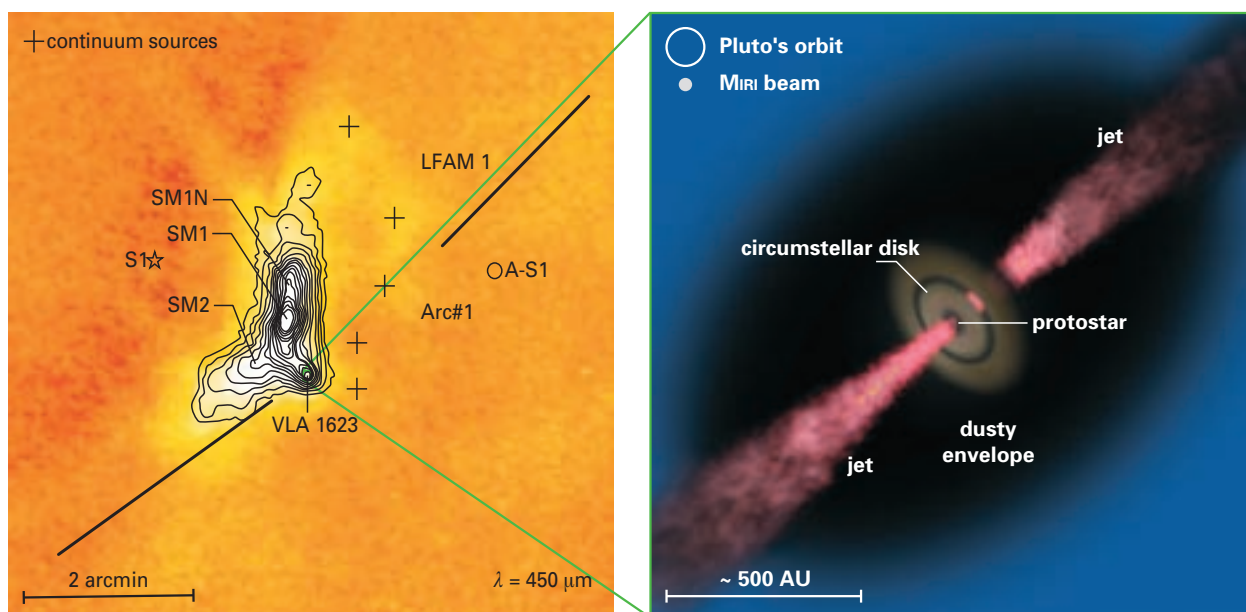 + continuum sources
LFAM 1
SM1N
SM1
S1
A-S1
SM2
Arc#1
VLA 1623
2 arcmin
λ = 450 μm
Pluto's orbit
MIRI beam
jet
circumstellar disk
protostar
dusty
envelope
jet
~ 500 AU